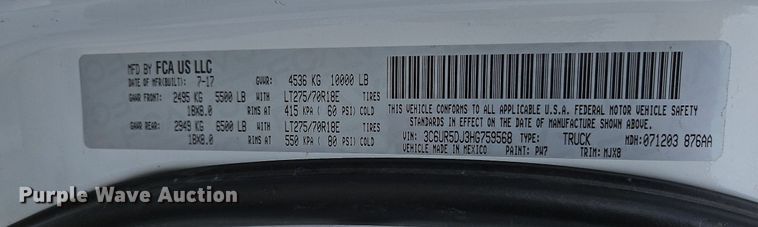 MFD BY FCA US LLC
DATE OF MFR(BUILT): 7-17 GVWR: 4536 KG 10000 LB
GAWR FRONT: 2495 KG 5500 LB WITH LT275/70R18E TIRES
18X8.0 RIMS AT 415 KPA ( 60 PSI) COLD
GAWR REAR: 2949 KG 6500 LB WITH LT275/70R18E TIRES
18X8.0 RIMS AT 550 KPA ( 80 PSI) COLD
THIS VEHICLE CONFORMS TO ALL APPLICABLE U.S.A. FEDERAL MOTOR VEHICLE SAFETY
STANDARDS IN EFFECT ON THE DATE OF MANUFACTURE SHOWN ABOVE.
VIN: 3C6UR5DJ3HG759568 TYPE: TRUCK MDH: 071203 876AA
VEHICLE MADE IN MEXICO PAINT: PW7 TRIM: MJX8
Purple Wave Auction